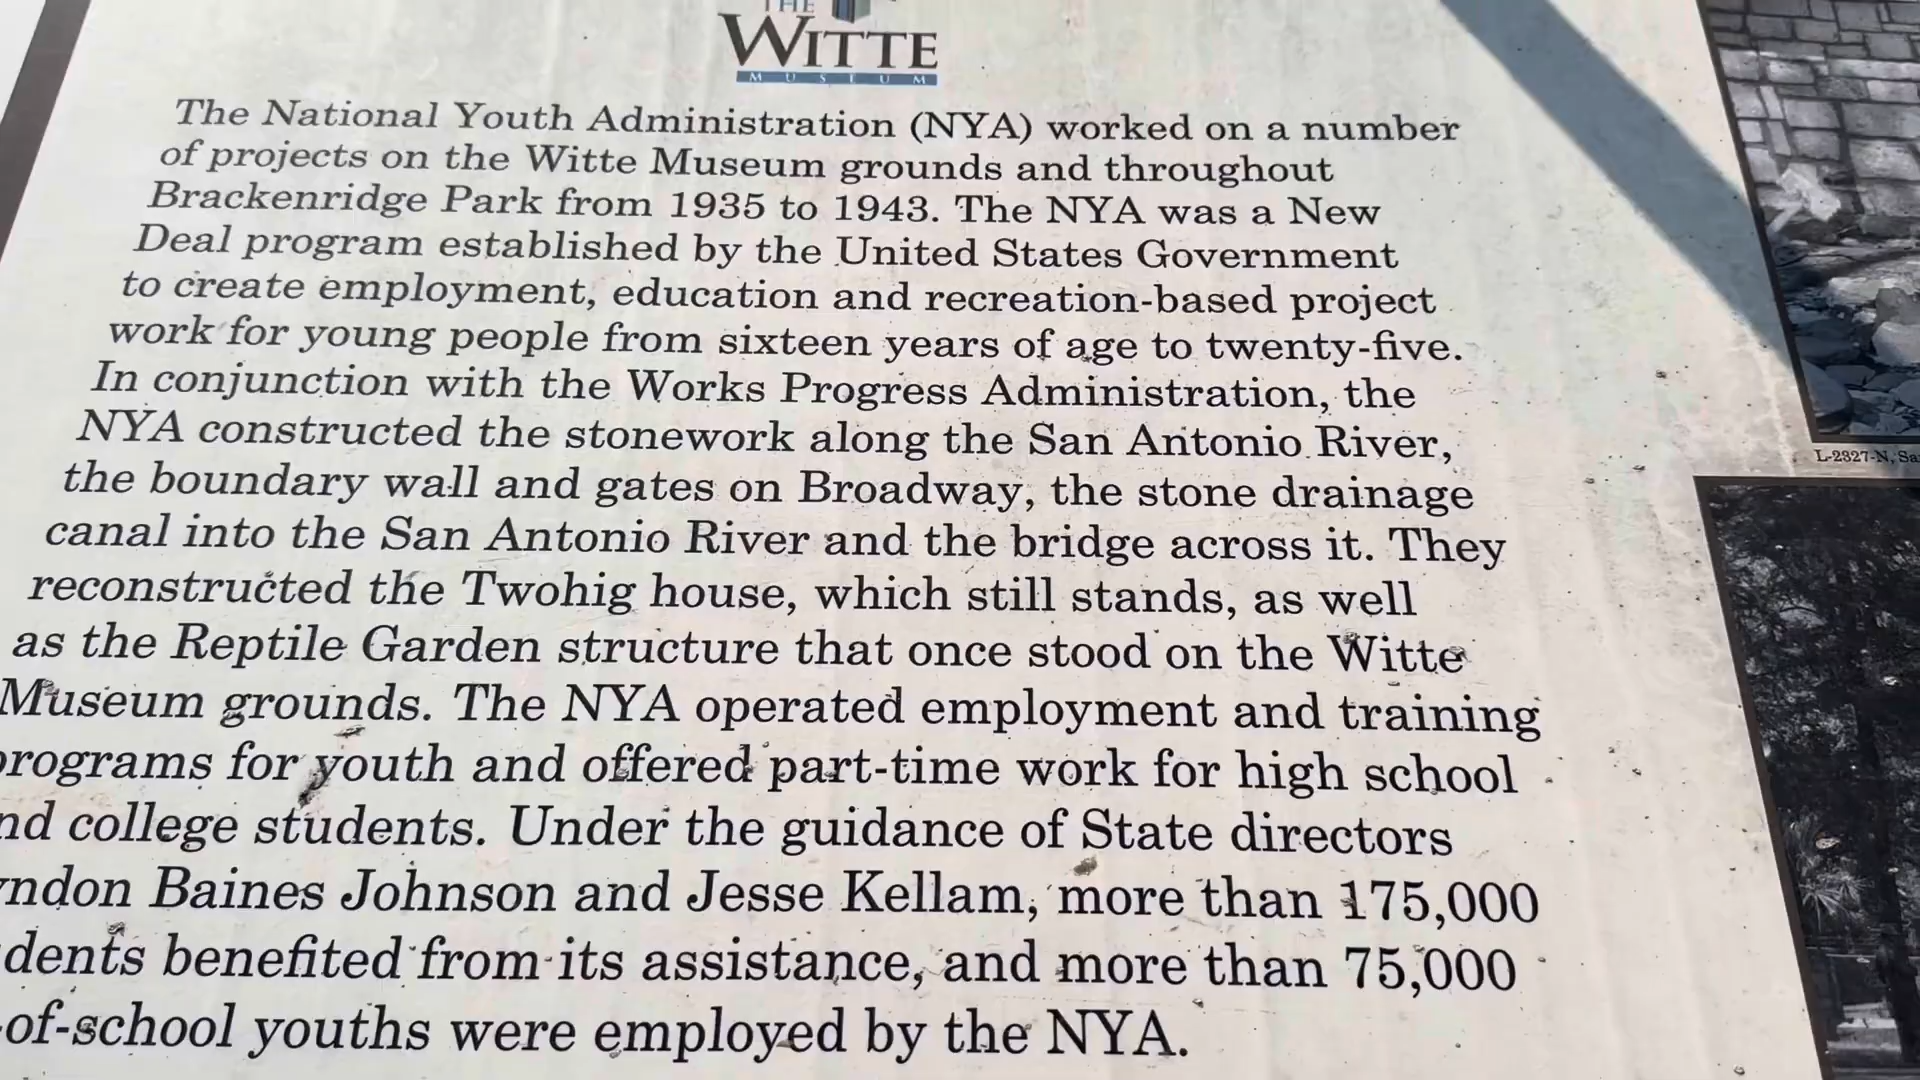 THE
WITTE
MUSEUM
The National Youth Administration (NYA) worked on a number
of projects on the Witte Museum grounds and throughout
Brackenridge Park from 1935 to 1943. The NYA was a New
Deal program established by the United States Government
to create employment, education and recreation-based project
work for young people from sixteen years of age to twenty-five.
In conjunction with the Works Progress Administration, the
NYA constructed the stonework along the San Antonio River,
the boundary wall and gates on Broadway, the stone drainage
canal into the San Antonio River and the bridge across it. They
reconstructed the Twohig house, which still stands, as well
as the Reptile Garden structure that once stood on the Witte
Museum grounds. The NYA operated employment and training
programs for youth and offered part-time work for high school
nd college students. Under the guidance of State directors
ndon Baines Johnson and Jesse Kellam, more than 175,000
dents benefited from its assistance, and more than 75,000
-of-school youths were employed by the NYA.
L-2327-N, Sa